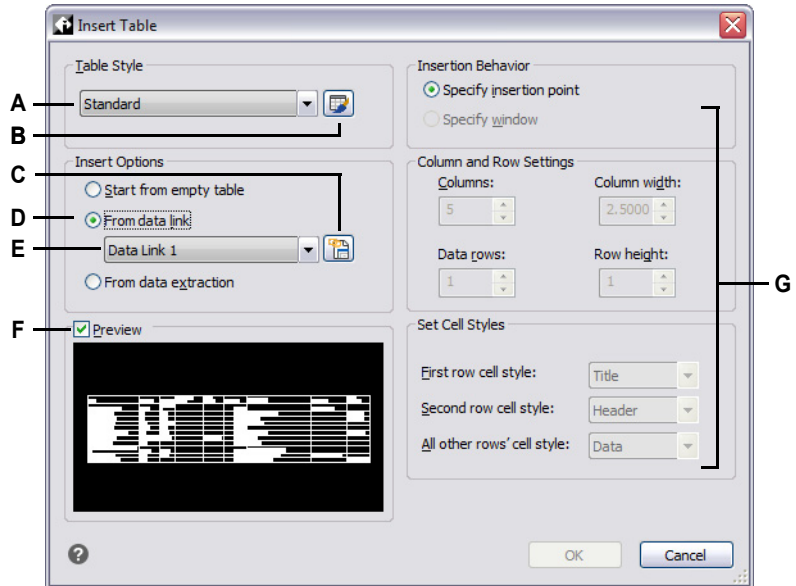 Insert Table
Table Style
A
Standard
B
Insert Options
C
Start from empty table
D
From data link
E
Data Link 1
From data extraction
F
Preview
Insertion Behavior
Specify insertion point
Specify window
Column and Row Settings
Columns: Column width:
5 2.5000
Data rows: Row height:
1 1
G
Set Cell Styles
First row cell style: Title
Second row cell style: Header
All other rows' cell style: Data
?
OK Cancel